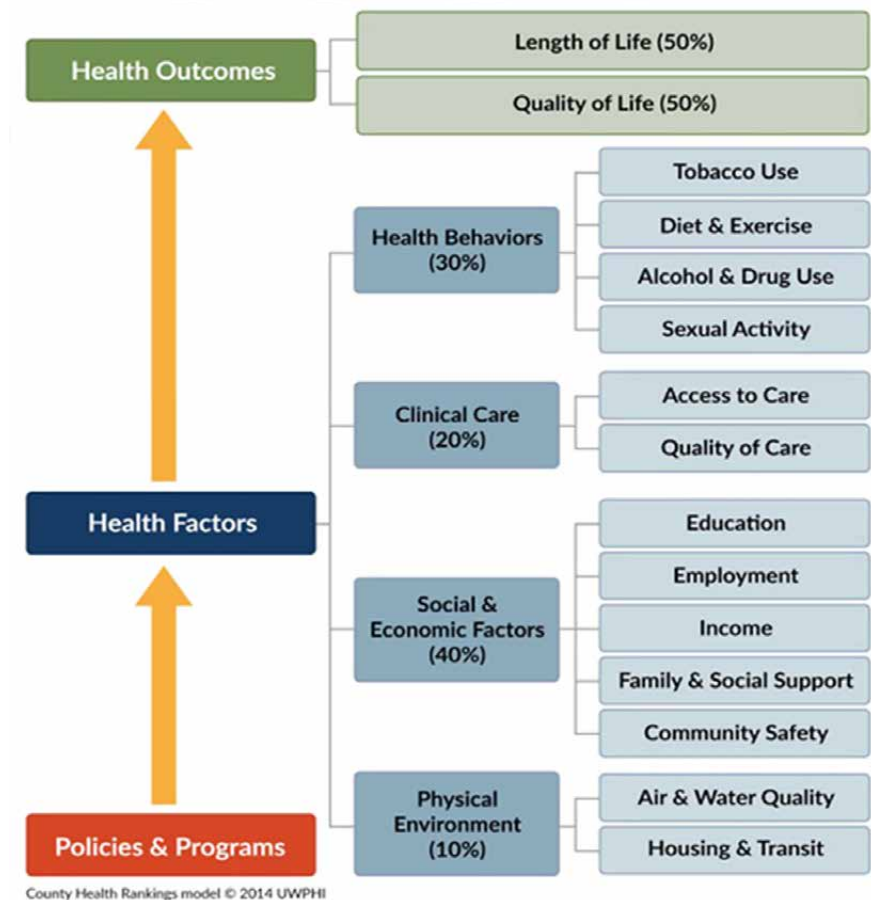 Health Outcomes
Length of Life (50%)
Quality of Life (50%)
Health Behaviors
(30%)
Tobacco Use
Diet & Exercise
Alcohol & Drug Use
Sexual Activity
Clinical Care
(20%)
Access to Care
Quality of Care
Health Factors
Social &
Economic Factors
(40%)
Education
Employment
Income
Family & Social Support
Community Safety
Physical
Environment
(10%)
Air & Water Quality
Housing & Transit
Policies & Programs
County Health Rankings model © 2014 UWPHI